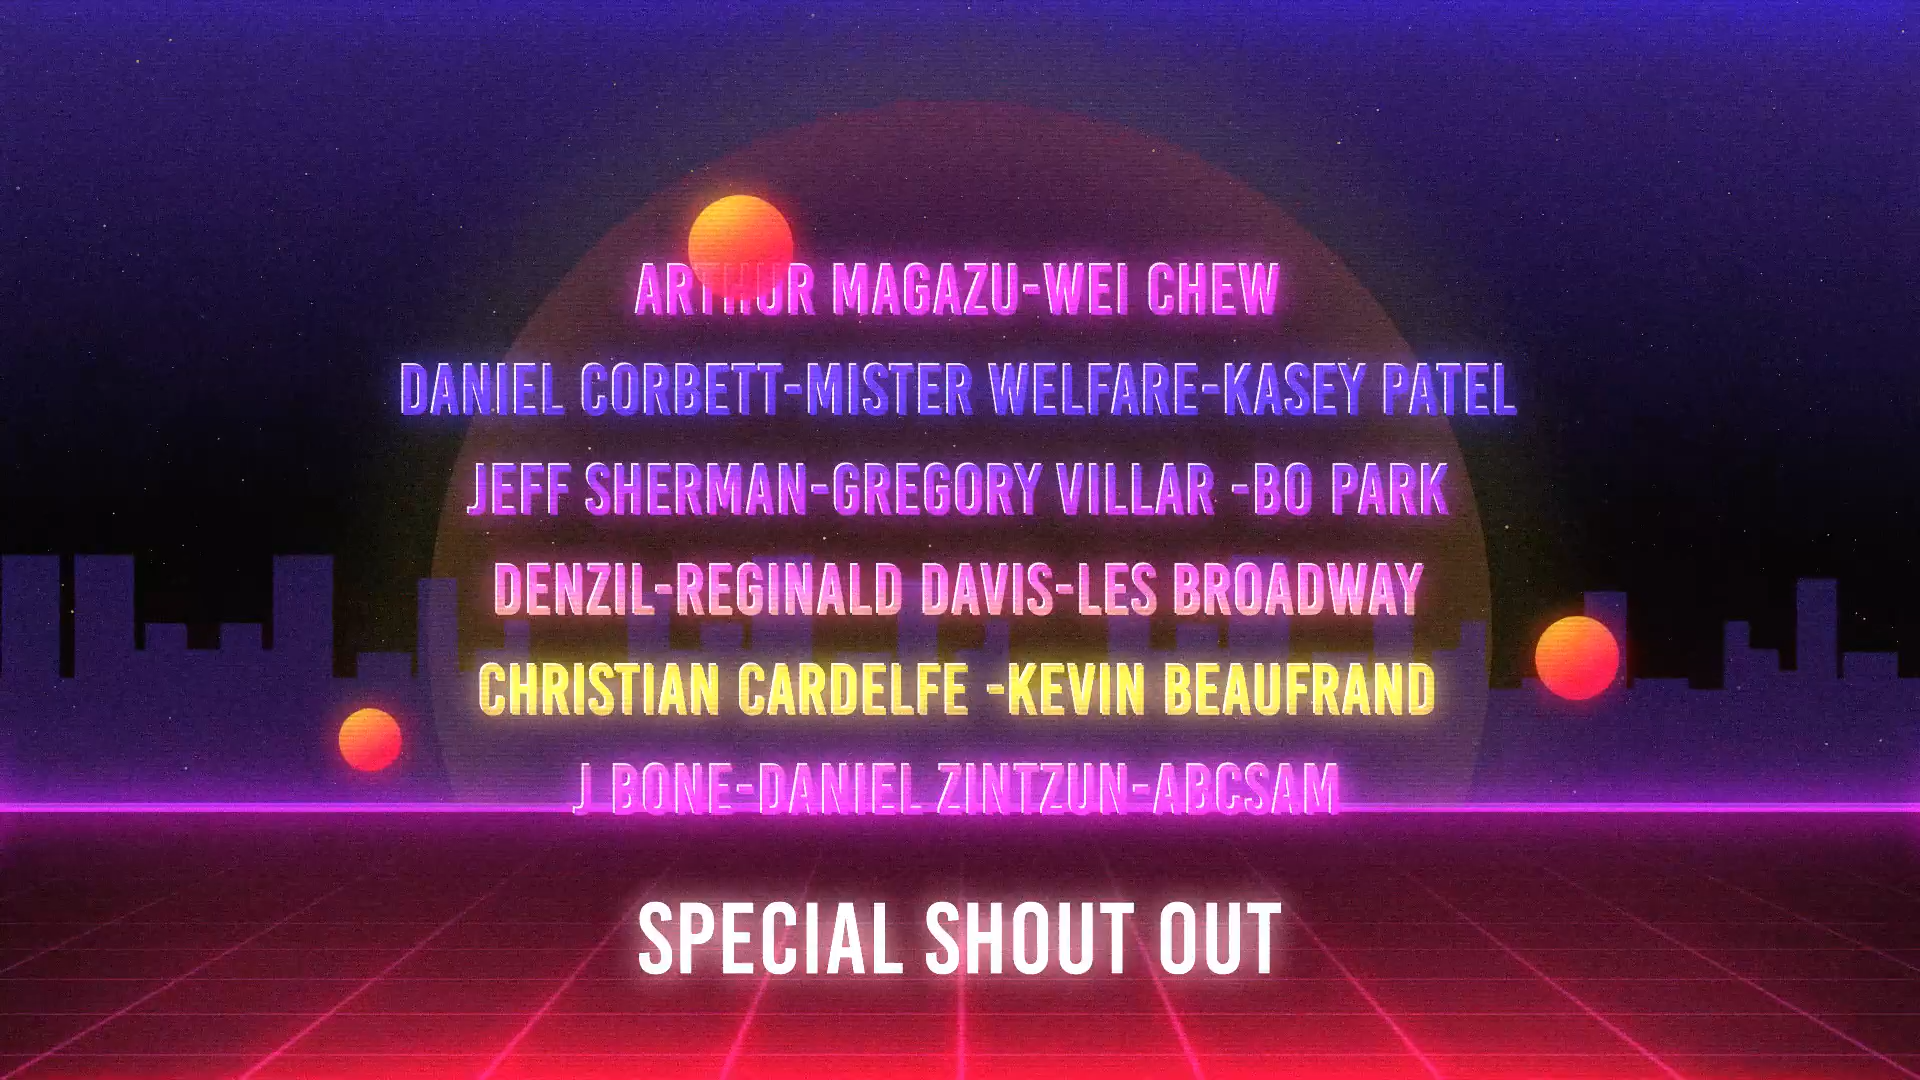 ARTHUR MAGAZU-WEI CHEW
DANIEL CORBETT-MISTER WELFARE-KASEY PATEL
JEFF SHERMAN-GREGORY VILLAR -BO PARK
DENZIL-REGINALD DAVIS-LES BROADWAY
CHRISTIAN CARDELFE -KEVIN BEAUFRAND
J BONE-DANIEL ZINTZUN-ABCSAM
SPECIAL SHOUT OUT